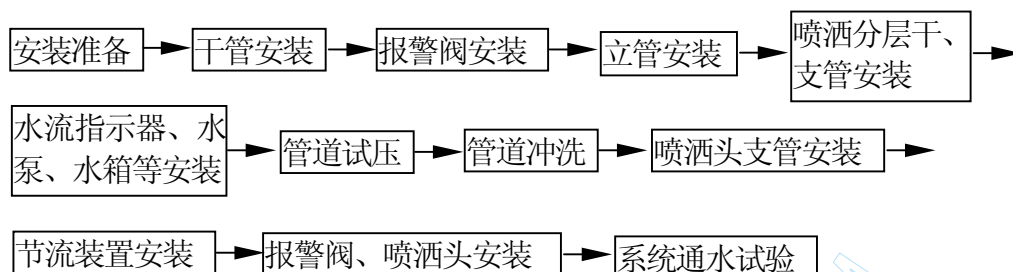 安装准备 干管安装 报警阀安装 立管安装 喷洒分层干、
支管安装
水流指示器、水
泵、水箱等安装 管道试压 管道冲洗 喷洒头支管安装
节流装置安装 报警阀、喷洒头安装 系统通水试验